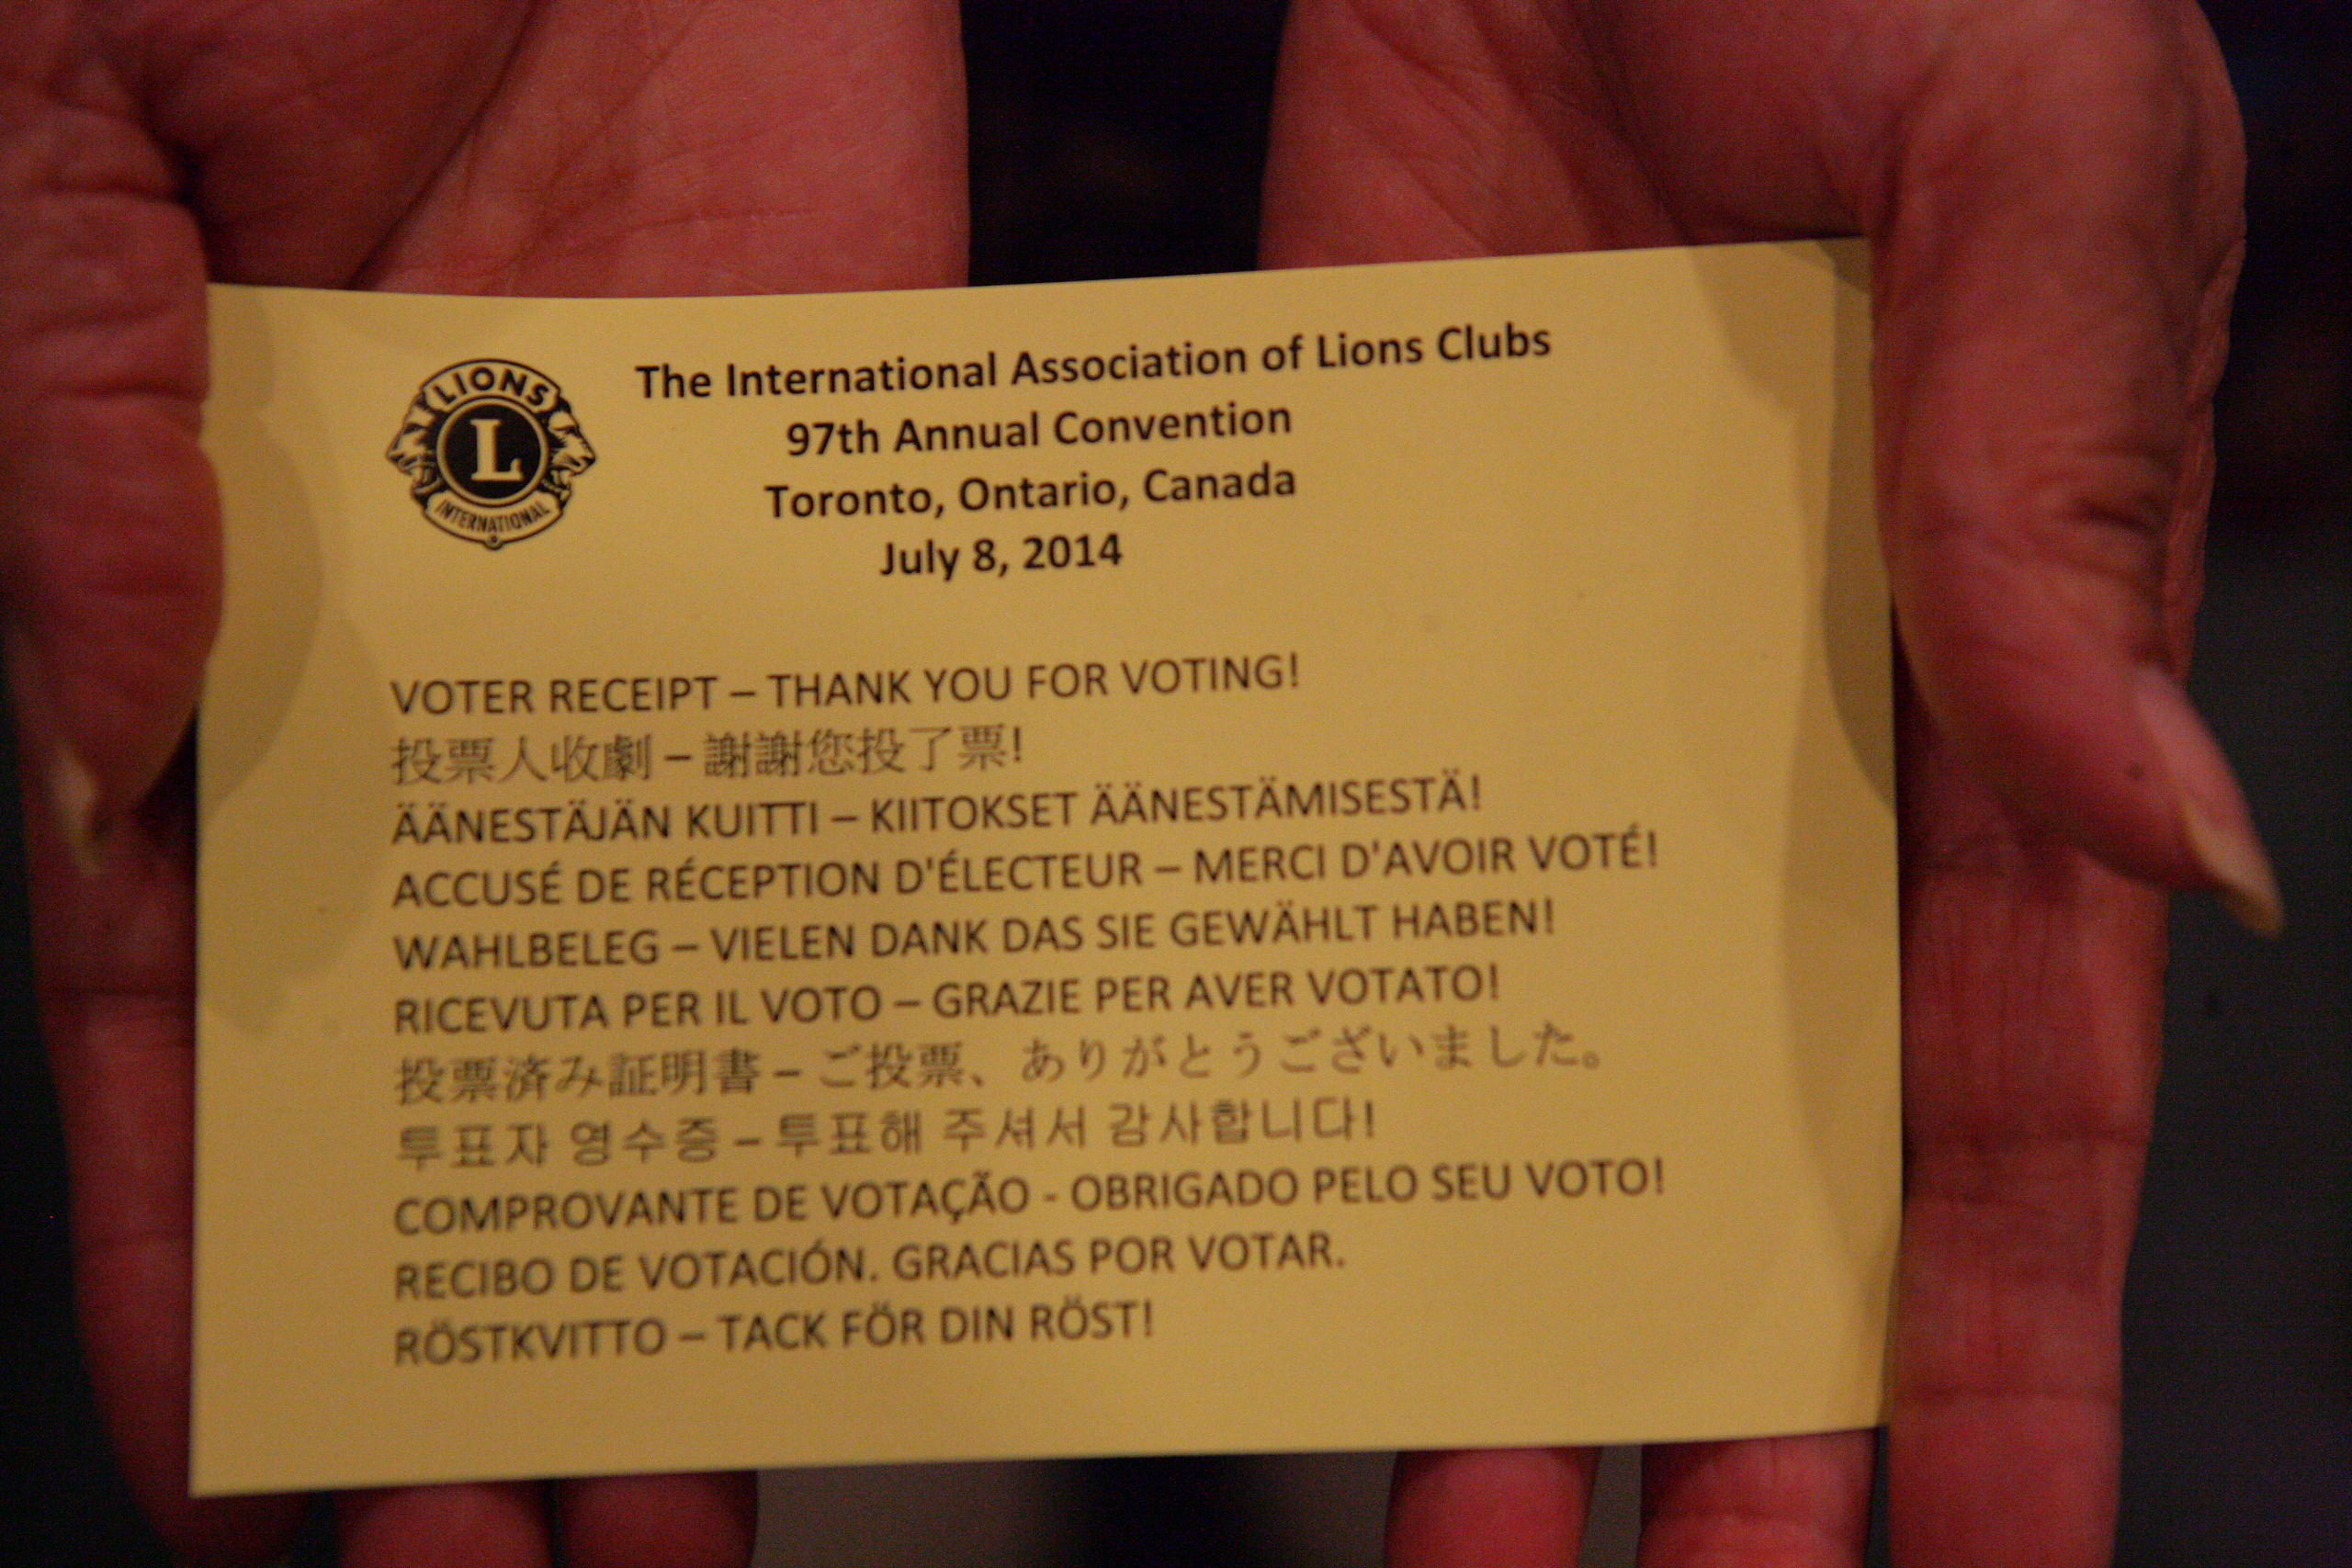 LIONS
L
INTERNATIONAL
The International Association of Lions Clubs
97th Annual Convention
Toronto, Ontario, Canada
July 8, 2014
VOTER RECEIPT – THANK YOU FOR VOTING!
投票人收劇 – 謝謝您投了票!
ÄÄNESTÄJÄN KUITTI – KIITOKSET ÄÄNESTÄMISESTÄ!
ACCUSÉ DE RÉCEPTION D'ÉLECTEUR – MERCI D'AVOIR VOTÉ!
WAHLBELEG – VIELEN DANK DAS SIE GEWÄHLT HABEN!
RICEVUTA PER IL VOTO – GRAZIE PER AVER VOTATO!
投票済み証明書 – ご投票、ありがとうございました。
투표자 영수증 – 투표해 주셔서 감사합니다!
COMPROVANTE DE VOTAÇÃO - OBRIGADO PELO SEU VOTO!
RECIBO DE VOTACIÓN. GRACIAS POR VOTAR.
RÖSTKVITTO – TACK FÖR DIN RÖST!